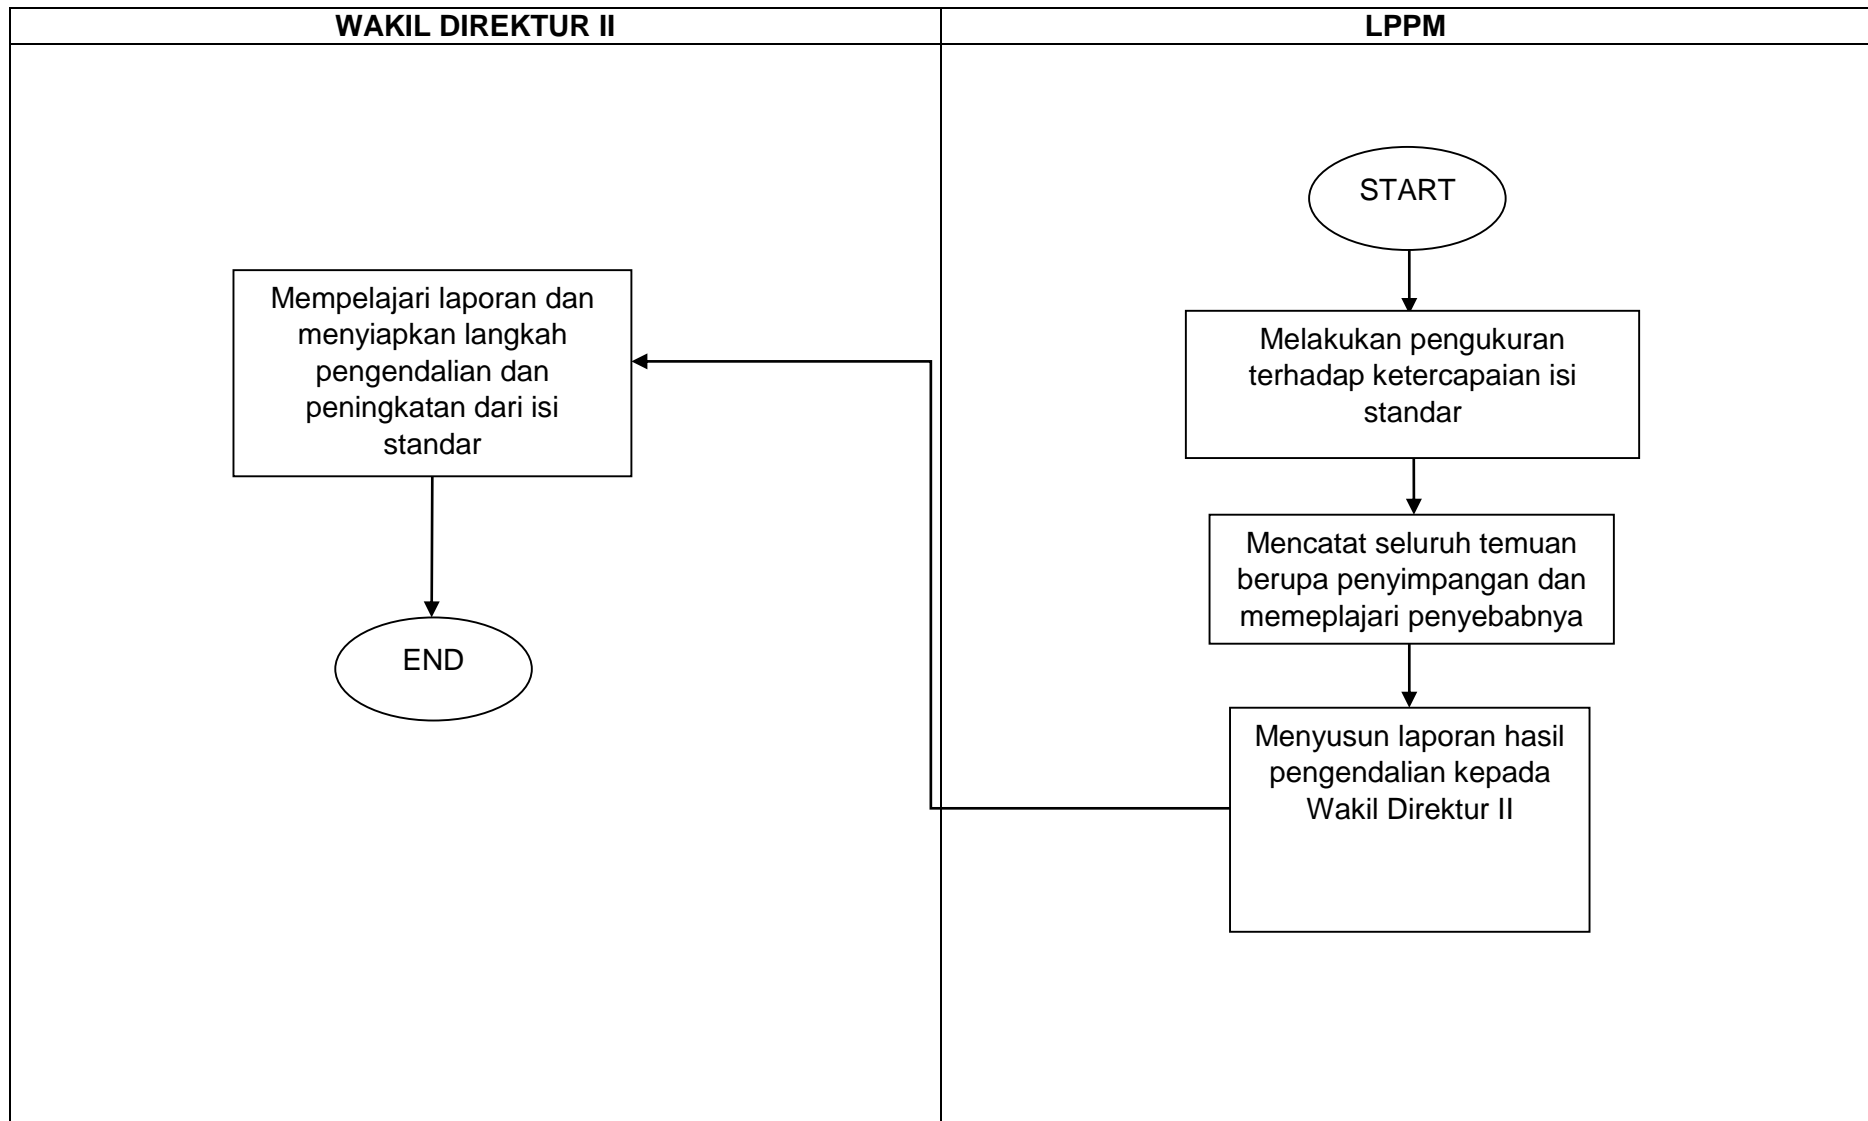 WAKIL DIREKTUR II
LPPM
START
Melakukan pengukuran
terhadap ketercapaian isi
standar
Mencatat seluruh temuan
berupa penyimpangan dan
memeplajari penyebabnya
Menyusun laporan hasil
pengendalian kepada
Wakil Direktur II
Mempelajari laporan dan
menyiapkan langkah
pengendalian dan
peningkatan dari isi
standar
END